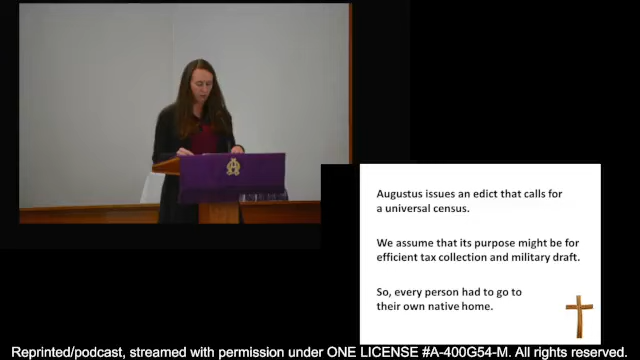 Augustus issues an edict that calls for
a universal census.
We assume that its purpose might be for
efficient tax collection and military draft.
So, every person had to go to
their own native home.
Reprinted/podcast, streamed with permission under ONE LICENSE #A-400G54-M. All rights reserved.